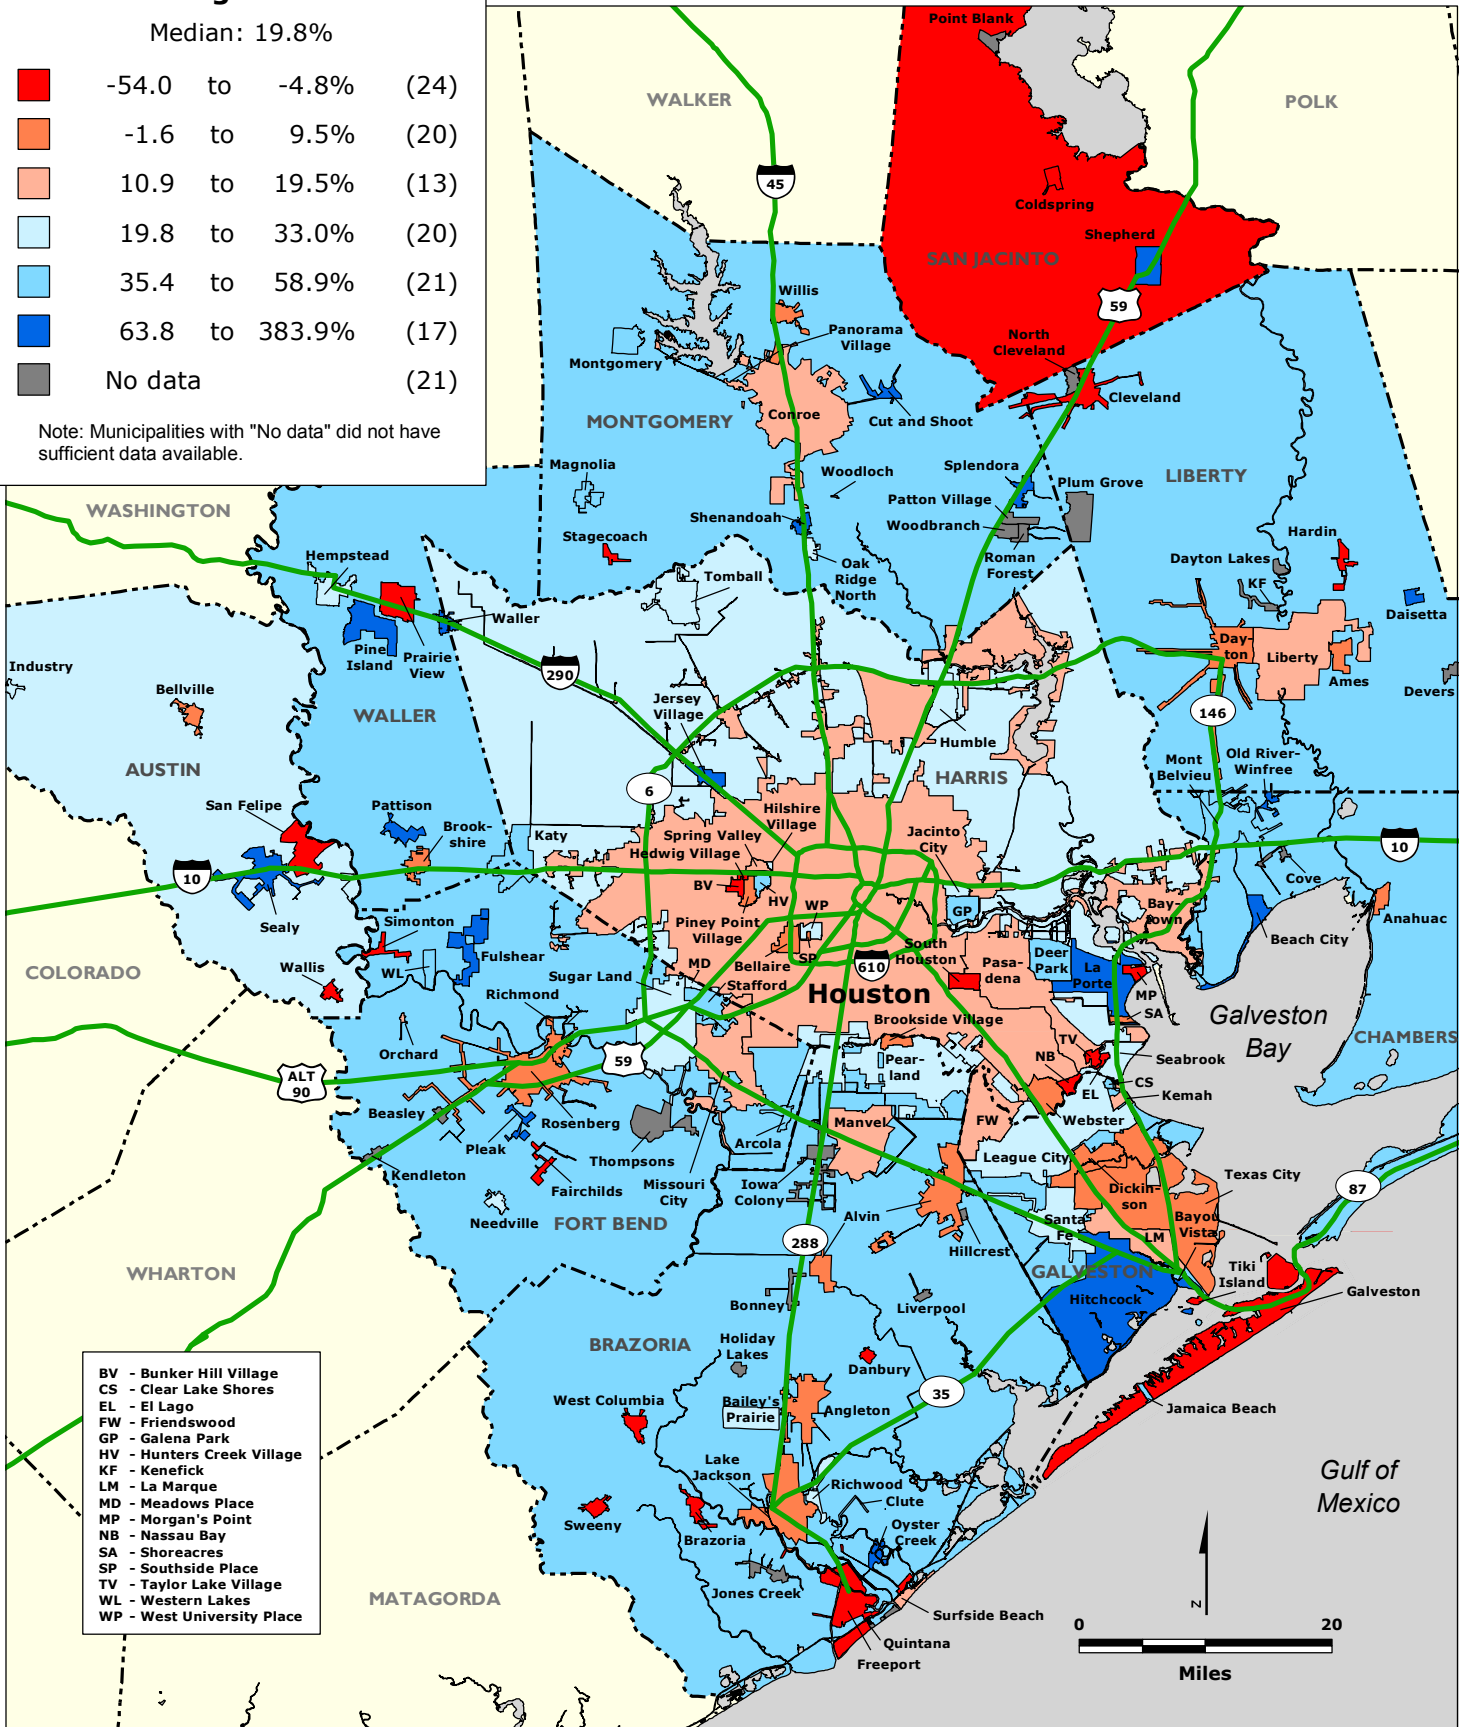 Median: 19.8%
-54.0 to -4.8% (24)
-1.6 to 9.5% (20)
10.9 to 19.5% (13)
19.8 to 33.0% (20)
35.4 to 58.9% (21)
63.8 to 383.9% (17)
No data (21)
Note: Municipalities with "No data" did not have
sufficient data available.
Point Blank
WALKER
POLK
45
Coldspring
Shepherd
SAN JACINTO
59
Willis
Panorama
Village
North
Cleveland
Montgomery
Cleveland
MONTGOMERY
Conroe
Cut and Shoot
Magnolia
Woodloch
Splendora
LIBERTY
Plum Grove
Patton Village
WASHINGTON
Shenandoah
Woodbranch
Stagecoach
Roman
Forest
Hardin
Hempstead
Oak
Ridge
North
Dayton Lakes
KF
Tomball
Daisetta
Waller
Pine
Island
Prairie
View
Day-
ton
Liberty
Industry
290
Ames
Devers
Bellville
Jersey
Village
WALLER
146
Humble
AUSTIN
Mont
Belvieu
Old River-
Winfree
HARRIS
6
San Felipe
Pattison
Hilshire
Village
Brook-
shire
Katy
Spring Valley
Hedwig Village
Jacinto
City
10
10
BV
HV
WP
Cove
GP
Bay-
town
Anahuac
Sealy
Simonton
Piney Point
Village
Beach City
Fulshear
South
Houston
Deer
Park
La
Porte
COLORADO
Wallis
WL
Sugar Land
MD
Bellaire
SP
610
Pasa-
dena
Stafford
MP
Richmond
Houston
SA
Galveston
Bay
Brookside Village
CHAMBERS
Orchard
TV
59
Pear-
land
NB
Seabrook
ALT
90
EL
CS
Kemah
Beasley
Rosenberg
Manvel
FW
Webster
Pleak
Arcola
Thompsons
League City
Kendleton
Fairchilds
Missouri
City
Iowa
Colony
Texas City
Dickin-
son
87
Needville
FORT BEND
Alvin
Santa
Fe
Bayou
Vista
288
Hillcrest
LM
WHARTON
GALVESTON
Tiki
Island
Hitchcock
Galveston
Bonney
Liverpool
BRAZORIA
Holiday
Lakes
Danbury
35
BV - Bunker Hill Village
CS - Clear Lake Shores
EL - El Lago
FW - Friendswood
GP - Galena Park
HV - Hunters Creek Village
KF - Kenefick
LM - La Marque
MD - Meadows Place
MP - Morgan's Point
NB - Nassau Bay
SA - Shoreacres
SP - Southside Place
TV - Taylor Lake Village
WL - Western Lakes
WP - West University Place
West Columbia
Bailey's
Prairie
Angleton
Jamaica Beach
Lake
Jackson
Gulf of
Mexico
Richwood
Clute
Sweeny
Brazoria
Oyster
Creek
Jones Creek
MATAGORDA
Surfside Beach
Quintana
Freeport
N
0 20
Miles